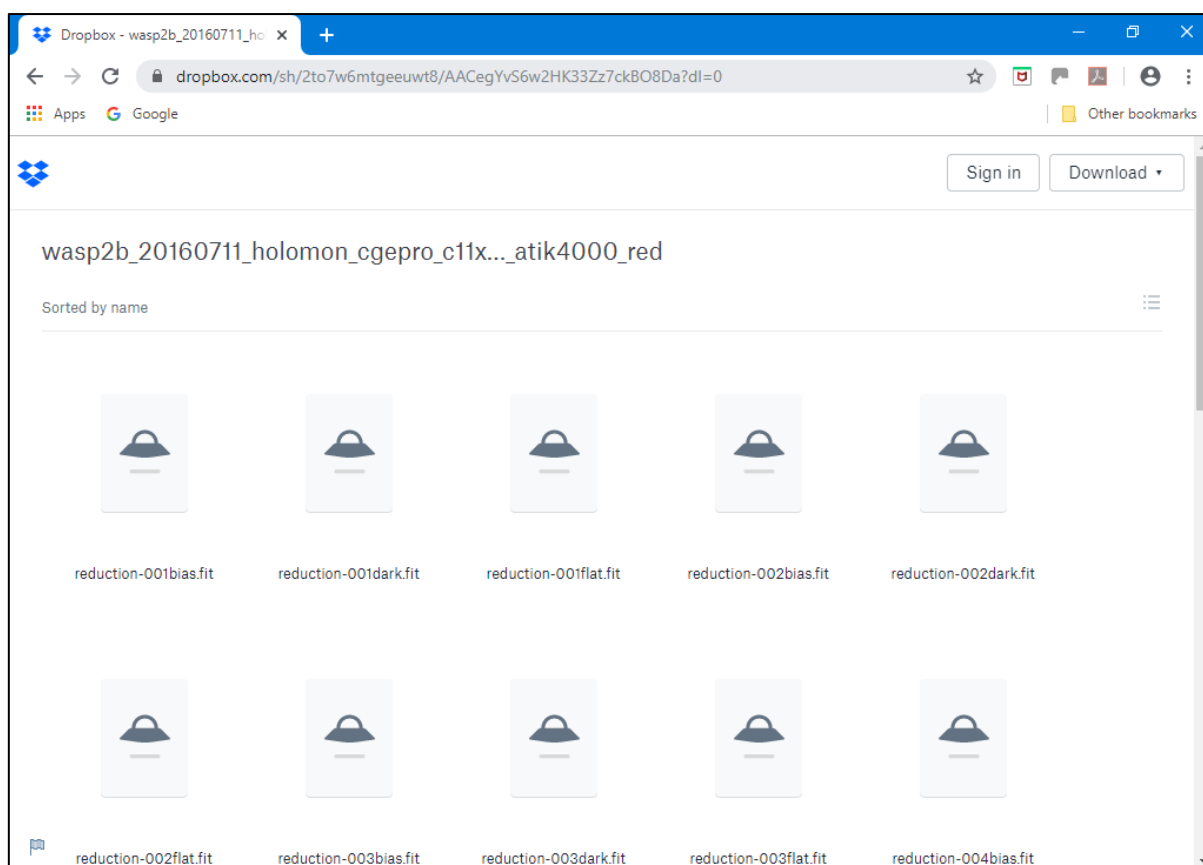 Dropbox - wasp2b_20160711_ho
dropbox.com/sh/2to7w6mtgeeuwt8/AACegYvS6w2HK33Zz7ckBO8Da?dl=0
Apps Google Other bookmarks
Sign in Download
wasp2b_20160711_holomon_cgepro_c11x..._atik4000_red
Sorted by name
reduction-001bias.fit reduction-001dark.fit reduction-001flat.fit reduction-002bias.fit reduction-002dark.fit
reduction-002flat.fit reduction-003bias.fit reduction-003dark.fit reduction-003flat.fit reduction-004bias.fit